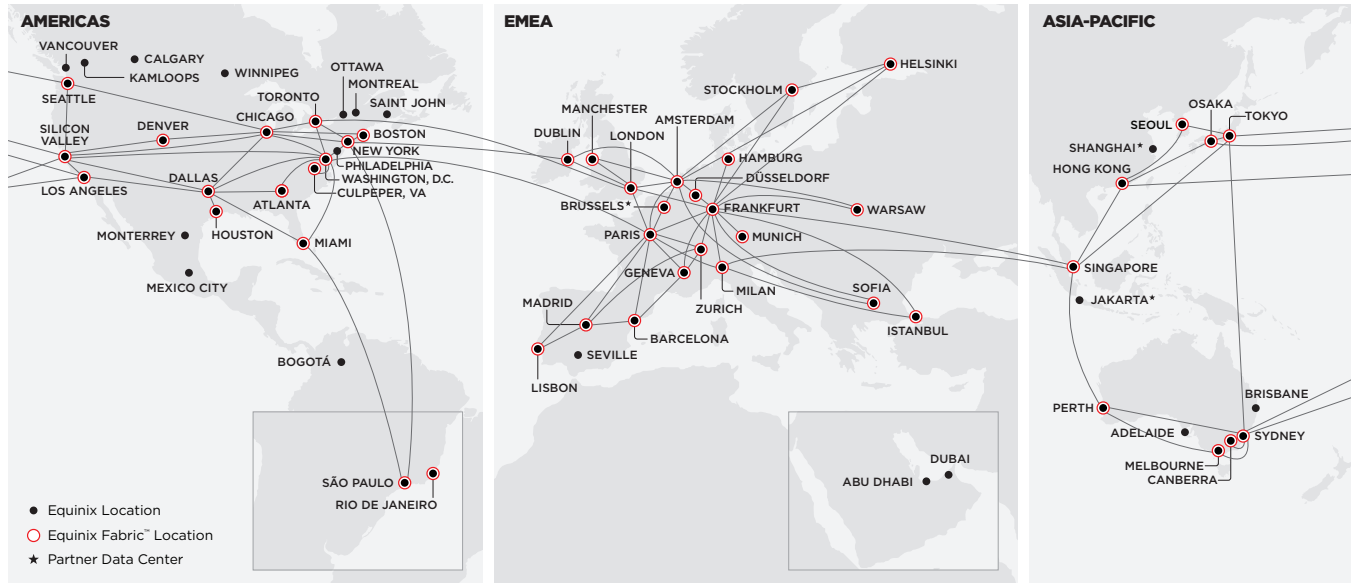 AMERICAS
VANCOUVER
CALGARY
KAMLOOPS
WINNIPEG
OTTAWA
MONTREAL
SAINT JOHN
SEATTLE
TORONTO
CHICAGO
SILICON
VALLEY
DENVER
BOSTON
NEW YORK
PHILADELPHIA
WASHINGTON, D.C.
CULPEPER, VA
LOS ANGELES
DALLAS
ATLANTA
HOUSTON
MIAMI
MONTERREY
MEXICO CITY
BOGOTÁ
SÃO PAULO
RIO DE JANEIRO
Equinix Location
Equinix Fabric™ Location
★ Partner Data Center
EMEA
HELSINKI
STOCKHOLM
MANCHESTER
AMSTERDAM
DUBLIN
LONDON
HAMBURG
DÜSSELDORF
BRUSSELS★
FRANKFURT
WARSAW
PARIS
MUNICH
GENEVA
MILAN
ZURICH
SOFIA
ISTANBUL
MADRID
BARCELONA
SEVILLE
LISBON
DUBAI
ABU DHABI
ASIA-PACIFIC
OSAKA
TOKYO
SEOUL
SHANGHAI★
HONG KONG
SINGAPORE
JAKARTA★
BRISBANE
PERTH
ADELAIDE
SYDNEY
MELBOURNE
CANBERRA